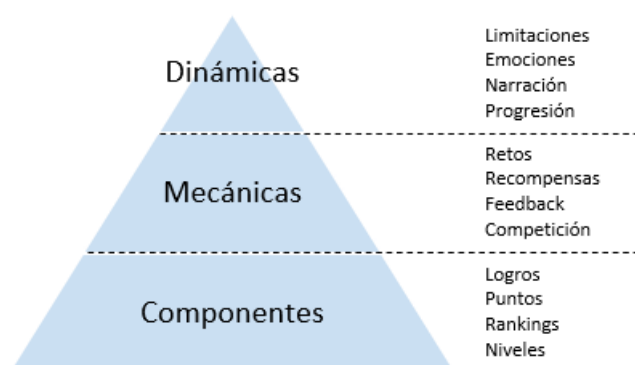 Dinámicas
Limitaciones
Emociones
Narración
Progresión
Mecánicas
Retos
Recompensas
Feedback
Competición
Componentes
Logros
Puntos
Rankings
Niveles